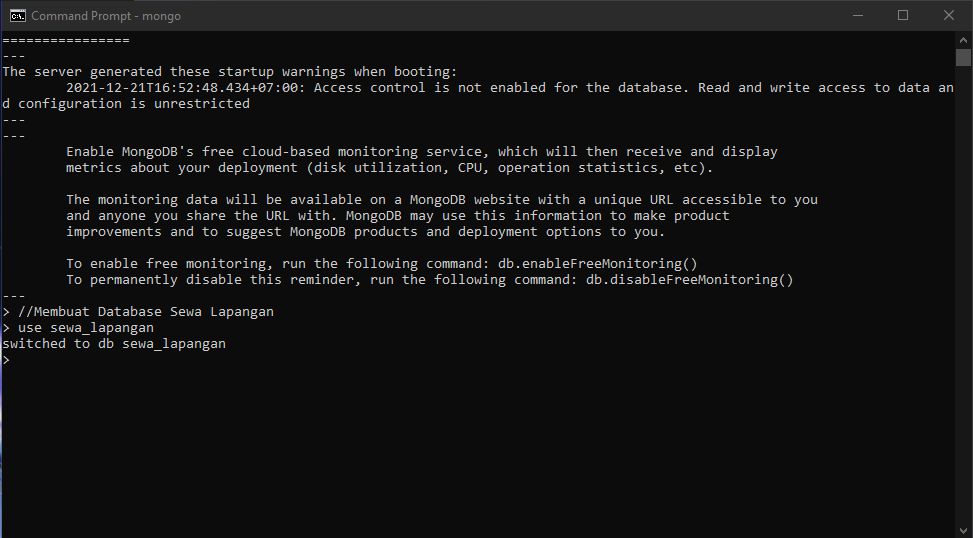 Command Prompt - mongo
================
---
The server generated these startup warnings when booting:
        2021-12-21T16:52:48.434+07:00: Access control is not enabled for the database. Read and write access to data an
d configuration is unrestricted
---
---
        Enable MongoDB's free cloud-based monitoring service, which will then receive and display
        metrics about your deployment (disk utilization, CPU, operation statistics, etc).

        The monitoring data will be available on a MongoDB website with a unique URL accessible to you
        and anyone you share the URL with. MongoDB may use this information to make product
        improvements and to suggest MongoDB products and deployment options to you.

        To enable free monitoring, run the following command: db.enableFreeMonitoring()
        To permanently disable this reminder, run the following command: db.disableFreeMonitoring()
---
> //Membuat Database Sewa Lapangan
> use sewa_lapangan
switched to db sewa_lapangan
>